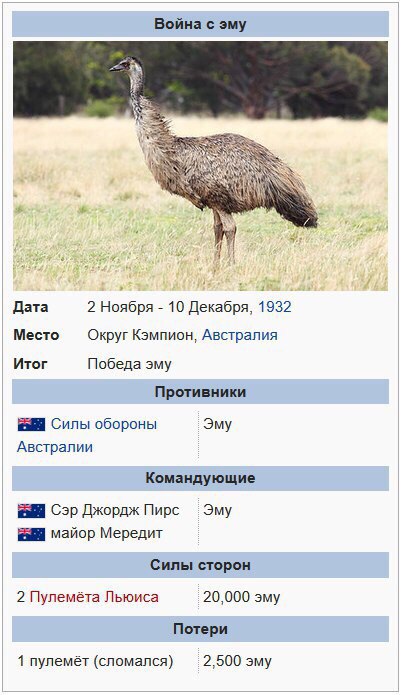 Война с эму
Дата 2 Ноября - 10 Декабря, 1932
Место Округ Кэмпион, Австралия
Итог Победа эму
Противники
Силы обороны Эму
Австралии
Командующие
Сэр Джордж Пирс Эму
майор Мередит
Силы сторон
2 Пулемёта Льюиса 20,000 эму
Потери
1 пулемёт (сломался) 2,500 эму